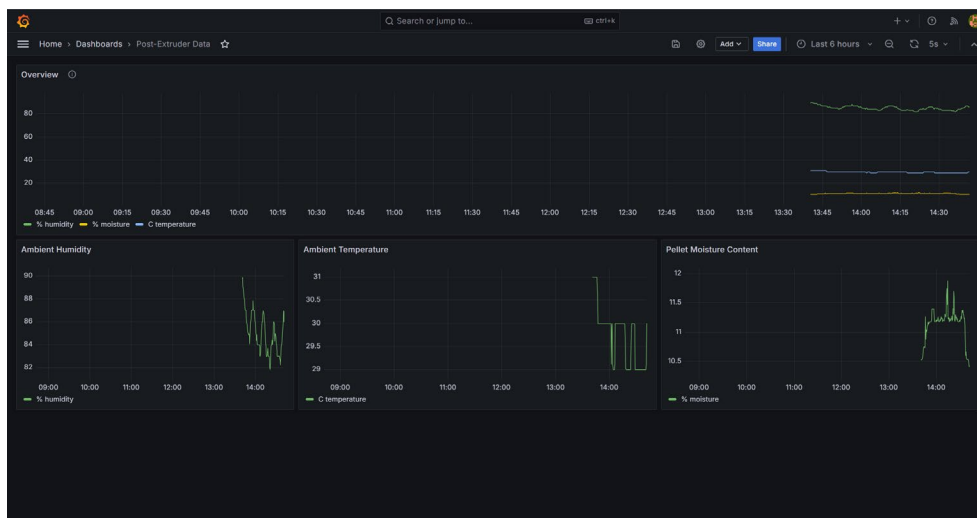 Search or jump to...
ctrl+k
Home › Dashboards › Post-Extruder Data
Add
Share
Last 6 hours
5s
Overview
80
60
40
20
08:45 09:00 09:15 09:30 09:45 10:00 10:15 10:30 10:45 11:00 11:15 11:30 11:45 12:00 12:15 12:30 12:45 13:00 13:15 13:30 13:45 14:00 14:15 14:30
% humidity % moisture C temperature
Ambient Humidity
90
88
86
84
82
09:00 10:00 11:00 12:00 13:00 14:00
% humidity
Ambient Temperature
31
30.5
30
29.5
29
09:00 10:00 11:00 12:00 13:00 14:00
C temperature
Pellet Moisture Content
12
11.5
11
10.5
09:00 10:00 11:00 12:00 13:00 14:00
% moisture